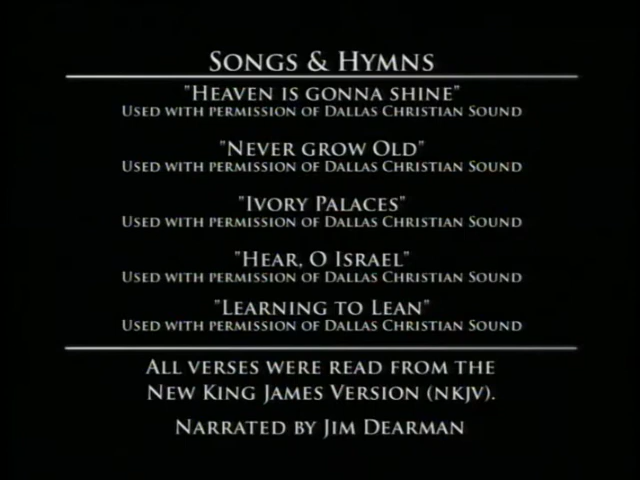 Songs & Hymns
"Heaven is gonna shine"
Used with permission of Dallas Christian Sound
"Never grow Old"
Used with permission of Dallas Christian Sound
"Ivory Palaces"
Used with permission of Dallas Christian Sound
"Hear, O Israel"
Used with permission of Dallas Christian Sound
"Learning to Lean"
Used with permission of Dallas Christian Sound
All verses were read from the
New King James Version (nkjv).
Narrated by Jim Dearman